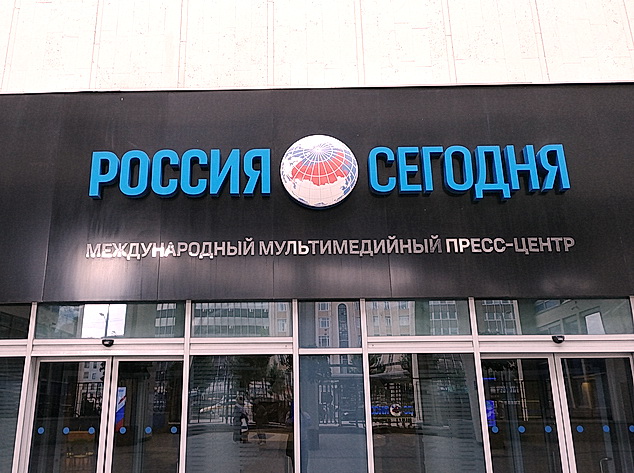 РОССИЯ СЕГОДНЯ
МЕЖДУНАРОДНЫЙ МУЛЬТИМЕДИЙНЫЙ ПРЕСС-ЦЕНТР